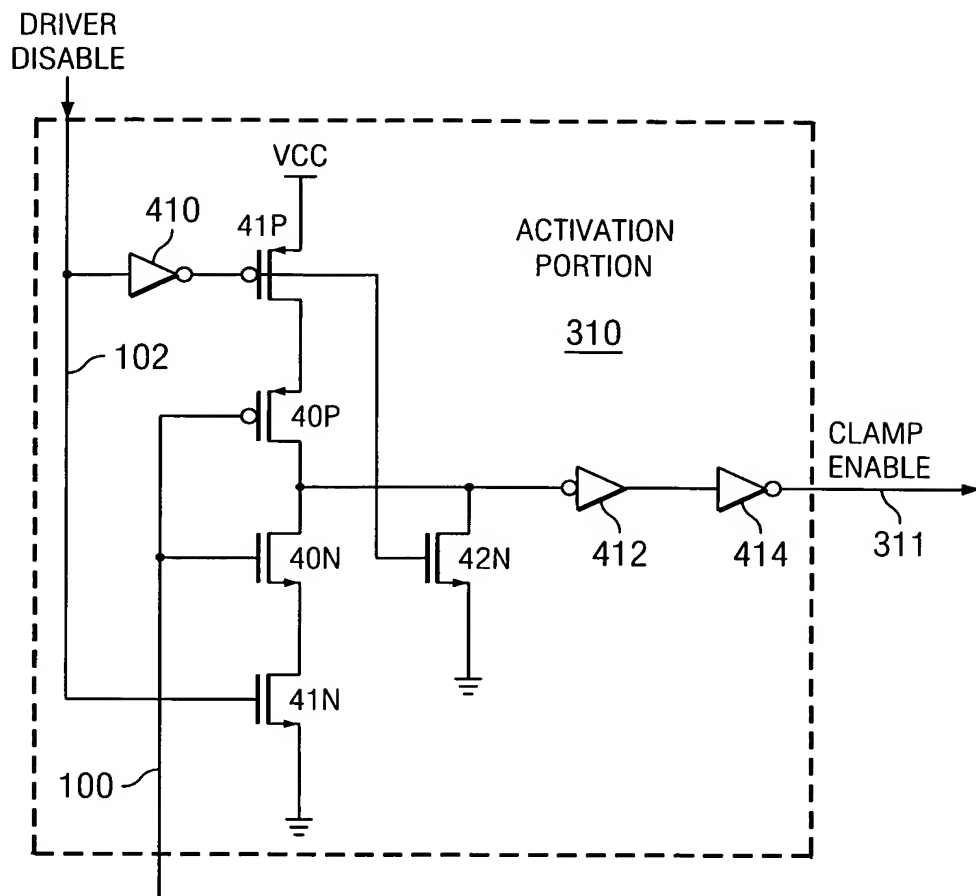 DRIVER
DISABLE
VCC
410
41P
ACTIVATION
PORTION
310
102
40P
CLAMP
ENABLE
40N
42N
412
414
311
41N
100